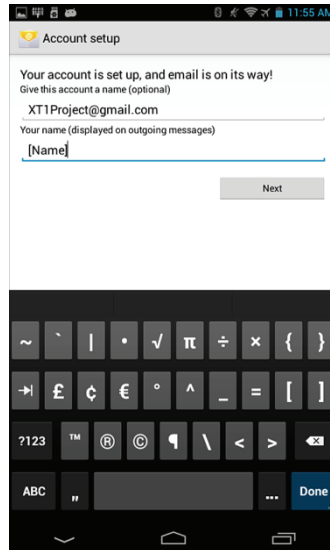 11:55 AM
Account setup
Your account is set up, and email is on its way!
Give this account a name (optional)
XT1Project@gmail.com
Your name (displayed on outgoing messages)
[Name]
Next
~ ` | • √ π ÷ × { }
£ ¢ € ° ^ _ = [ ]
?123 ™ ® © ¶ \ < >
ABC „ ... Done